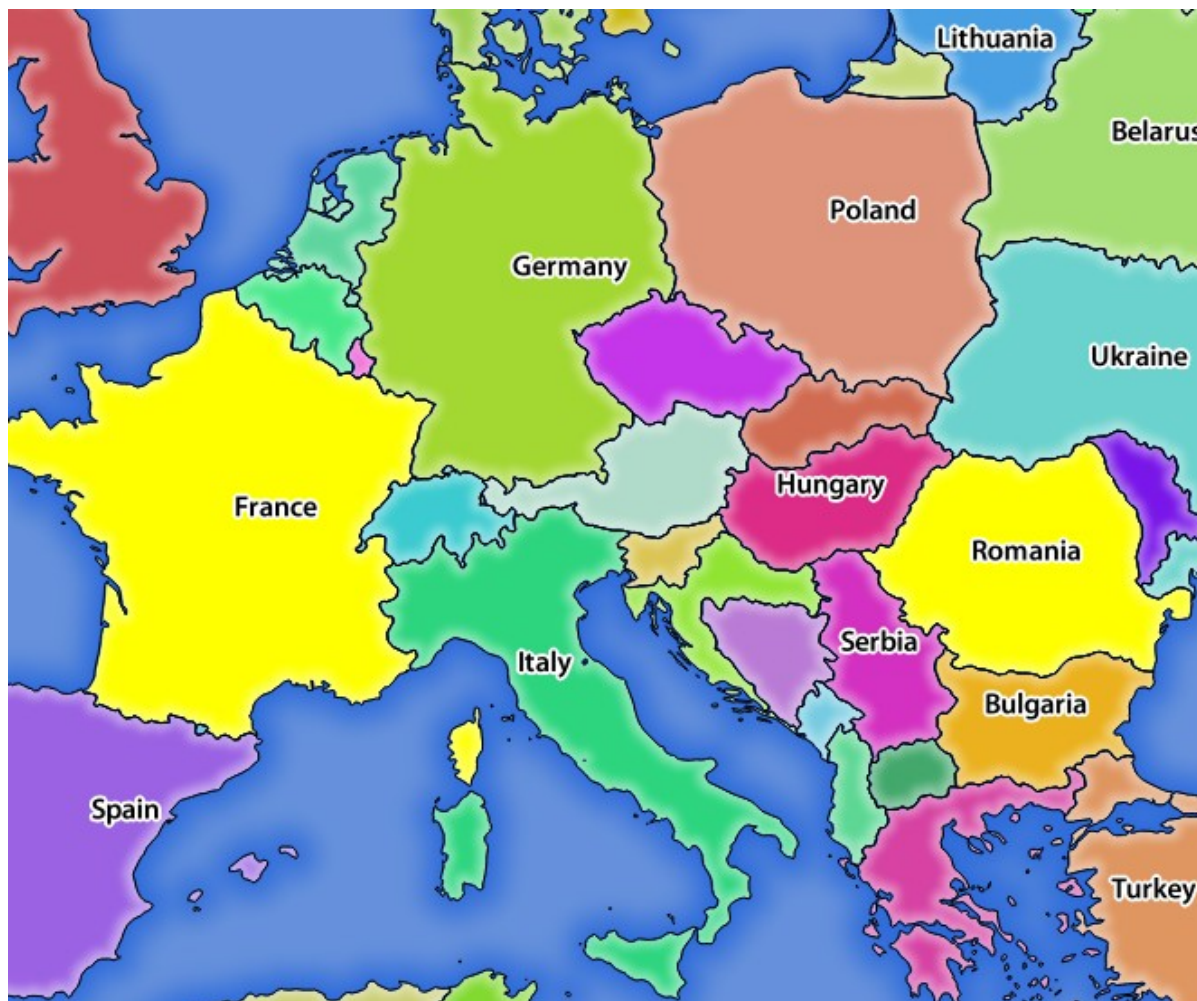 Lithuania
Belarus
Poland
Germany
Ukraine
Hungary
France
Romania
Serbia
Italy
Bulgaria
Spain
Turkey